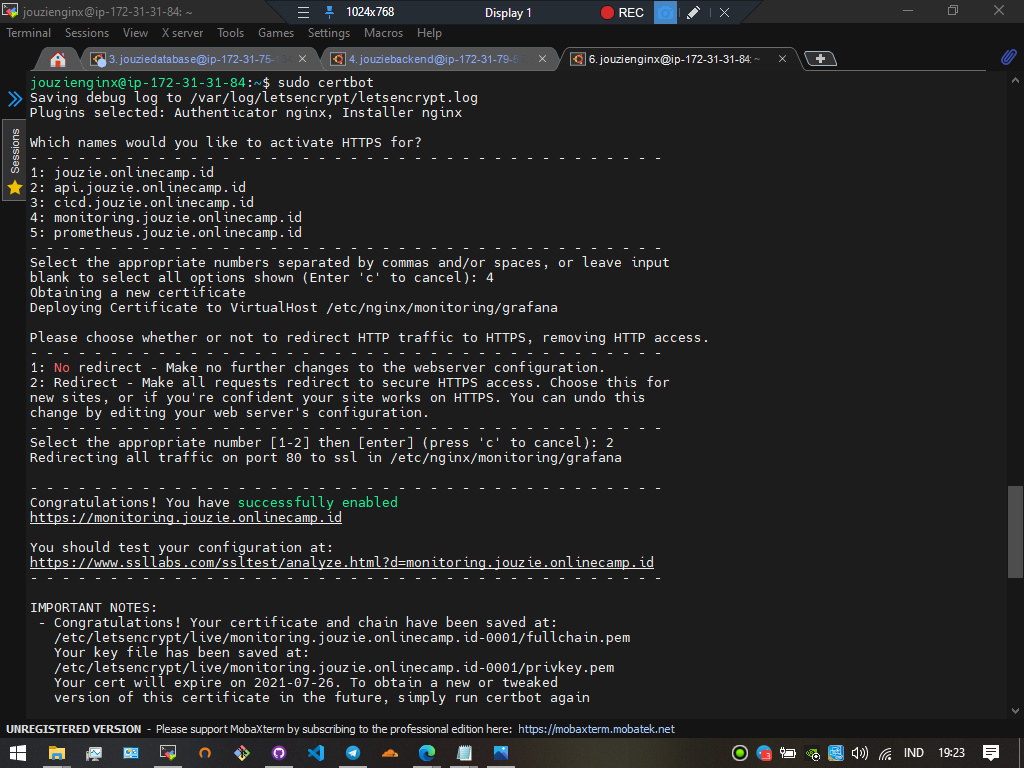 jouzienginx@ip-172-31-31-84: ~
1024x768
Display 1
REC
Terminal Sessions View X server Tools Games Settings Macros Help
3. jouziedatabase@ip-172-31-75-
4. jouziebackend@ip-172-31-79-8
6. jouzienginx@ip-172-31-31-84: ~
Sessions
jouzienginx@ip-172-31-31-84:~$ sudo certbot
Saving debug log to /var/log/letsencrypt/letsencrypt.log
Plugins selected: Authenticator nginx, Installer nginx
Which names would you like to activate HTTPS for?
- - - - - - - - - - - - - - - - - - - - - - - - - - - - - - - - - - - - - - - -
1: jouzie.onlinecamp.id
2: api.jouzie.onlinecamp.id
3: cicd.jouzie.onlinecamp.id
4: monitoring.jouzie.onlinecamp.id
5: prometheus.jouzie.onlinecamp.id
- - - - - - - - - - - - - - - - - - - - - - - - - - - - - - - - - - - - - - - -
Select the appropriate numbers separated by commas and/or spaces, or leave input
blank to select all options shown (Enter 'c' to cancel): 4
Obtaining a new certificate
Deploying Certificate to VirtualHost /etc/nginx/monitoring/grafana
Please choose whether or not to redirect HTTP traffic to HTTPS, removing HTTP access.
- - - - - - - - - - - - - - - - - - - - - - - - - - - - - - - - - - - - - - - -
1: No redirect - Make no further changes to the webserver configuration.
2: Redirect - Make all requests redirect to secure HTTPS access. Choose this for
new sites, or if you're confident your site works on HTTPS. You can undo this
change by editing your web server's configuration.
- - - - - - - - - - - - - - - - - - - - - - - - - - - - - - - - - - - - - - - -
Select the appropriate number [1-2] then [enter] (press 'c' to cancel): 2
Redirecting all traffic on port 80 to ssl in /etc/nginx/monitoring/grafana
- - - - - - - - - - - - - - - - - - - - - - - - - - - - - - - - - - - - - - - -
Congratulations! You have successfully enabled
https://monitoring.jouzie.onlinecamp.id
You should test your configuration at:
https://www.ssllabs.com/ssltest/analyze.html?d=monitoring.jouzie.onlinecamp.id
- - - - - - - - - - - - - - - - - - - - - - - - - - - - - - - - - - - - - - - -
IMPORTANT NOTES:
- Congratulations! Your certificate and chain have been saved at:
/etc/letsencrypt/live/monitoring.jouzie.onlinecamp.id-0001/fullchain.pem
Your key file has been saved at:
/etc/letsencrypt/live/monitoring.jouzie.onlinecamp.id-0001/privkey.pem
Your cert will expire on 2021-07-26. To obtain a new or tweaked
version of this certificate in the future, simply run certbot again
UNREGISTERED VERSION - Please support MobaXterm by subscribing to the professional edition here: https://mobaxterm.mobatek.net
IND 19:23